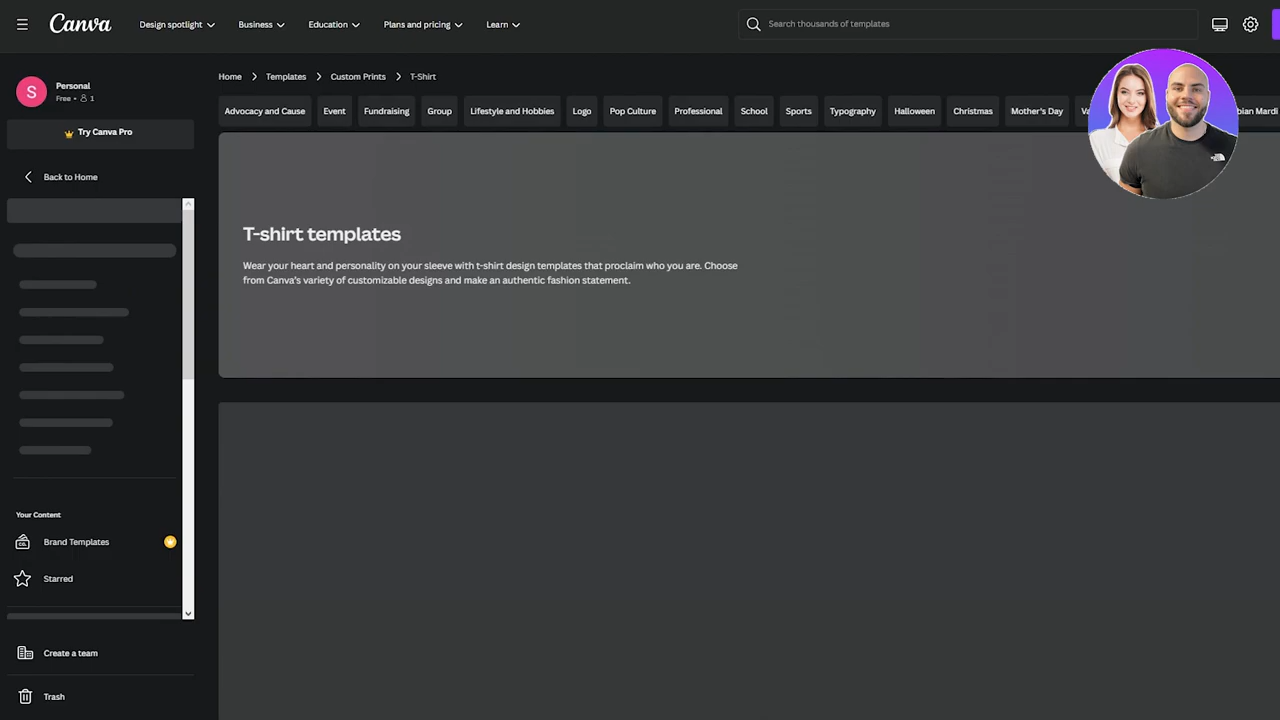 Canva
Design spotlight
Business
Education
Plans and pricing
Learn
Search thousands of templates
S
Personal
Free • 1
Try Canva Pro
Back to Home
Home
Templates
Custom Prints
T-Shirt
Advocacy and Cause
Event
Fundraising
Group
Lifestyle and Hobbies
Logo
Pop Culture
Professional
School
Sports
Typography
Halloween
Christmas
Mother's Day
T-shirt templates
Wear your heart and personality on your sleeve with t-shirt design templates that proclaim who you are. Choose
from Canva's variety of customizable designs and make an authentic fashion statement.
Your Content
Brand Templates
Starred
Create a team
Trash